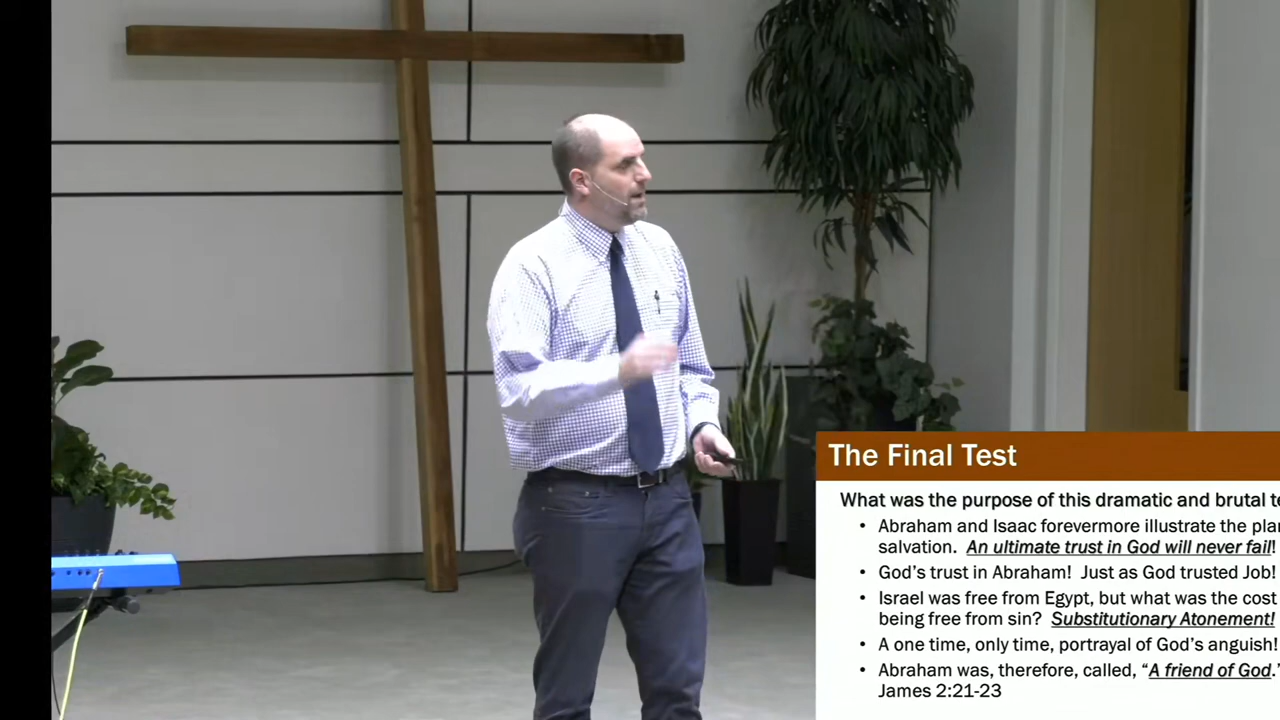 The Final Test
What was the purpose of this dramatic and brutal
• Abraham and Isaac forevermore illustrate the
salvation. An ultimate trust in God will never fail!
• God's trust in Abraham! Just as God trusted Job!
• Israel was free from Egypt, but what was the cost
being free from sin? Substitutionary Atonement!
• A one time, only time, portrayal of God's anguish!
• Abraham was, therefore, called, "A friend of God."
James 2:21-23